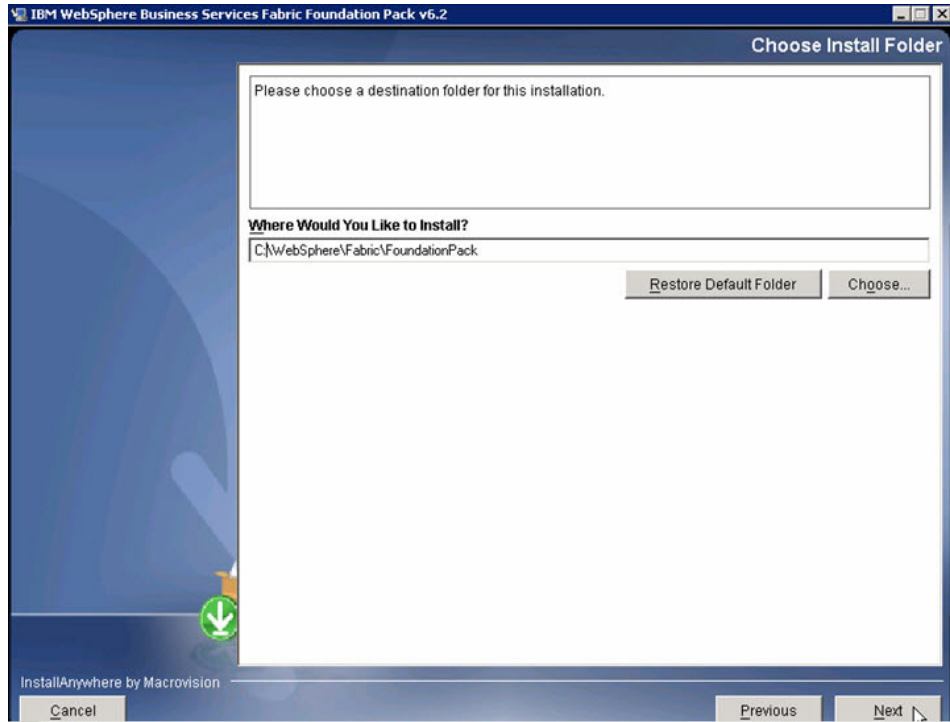 IBM WebSphere Business Services Fabric Foundation Pack v6.2
Choose Install Folder
Please choose a destination folder for this installation.
Where Would You Like to Install?
C:\WebSphere\Fabric\FoundationPack
Restore Default Folder
Choose...
InstallAnywhere by Macrovision
Cancel
Previous
Next